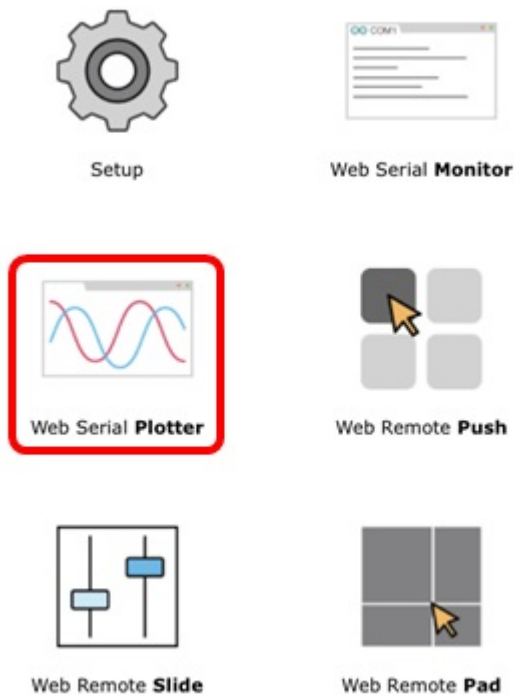 COM1
Setup
Web Serial Monitor
Web Serial Plotter
Web Remote Push
Web Remote Slide
Web Remote Pad